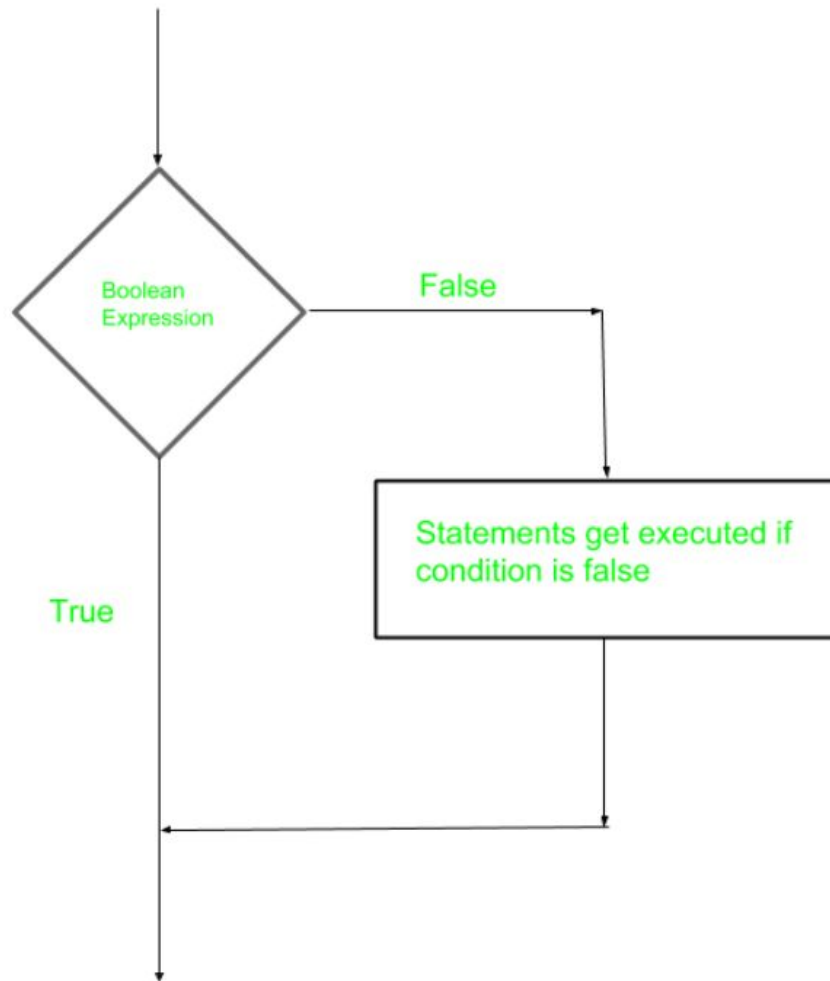 Boolean
Expression
False
Statements get executed if
condition is false
True